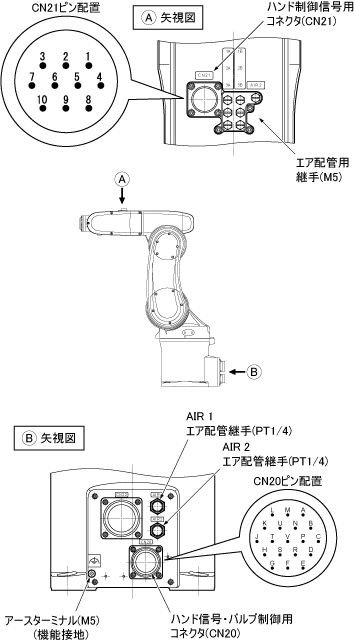 CN21ピン配置
Ⓐ 矢視図
ハンド制御信号用
コネクタ(CN21)
3 2 1
7 6 5 4
10 9 8
CN21
AIR2
エア配管用
継手(M5)
A
B
Ⓑ 矢視図
AIR 1
エア配管継手(PT1/4)
AIR 2
エア配管継手(PT1/4)
CN20ピン配置
L M A
K U N B
J T V P C
H S R D
G F E
アースターミナル(M5)
(機能接地)
ハンド信号・バルブ制御用
コネクタ(CN20)